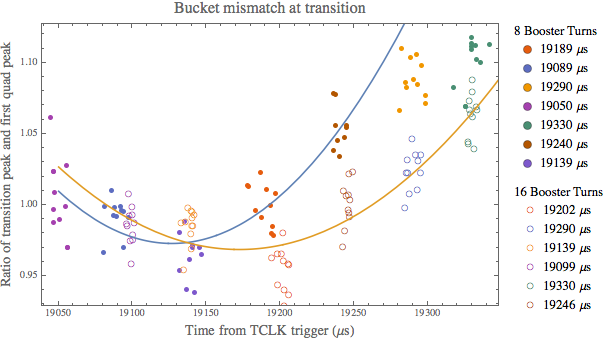 Bucket mismatch at transition
Ratio of transition peak and first quad peak
1.10
1.05
1.00
0.95
19050
19100
19150
19200
19250
19300
Time from TCLK trigger (μs)
8 Booster Turns
19189 μs
19089 μs
19290 μs
19050 μs
19330 μs
19240 μs
19139 μs
16 Booster Turns
19202 μs
19290 μs
19139 μs
19099 μs
19330 μs
19246 μs